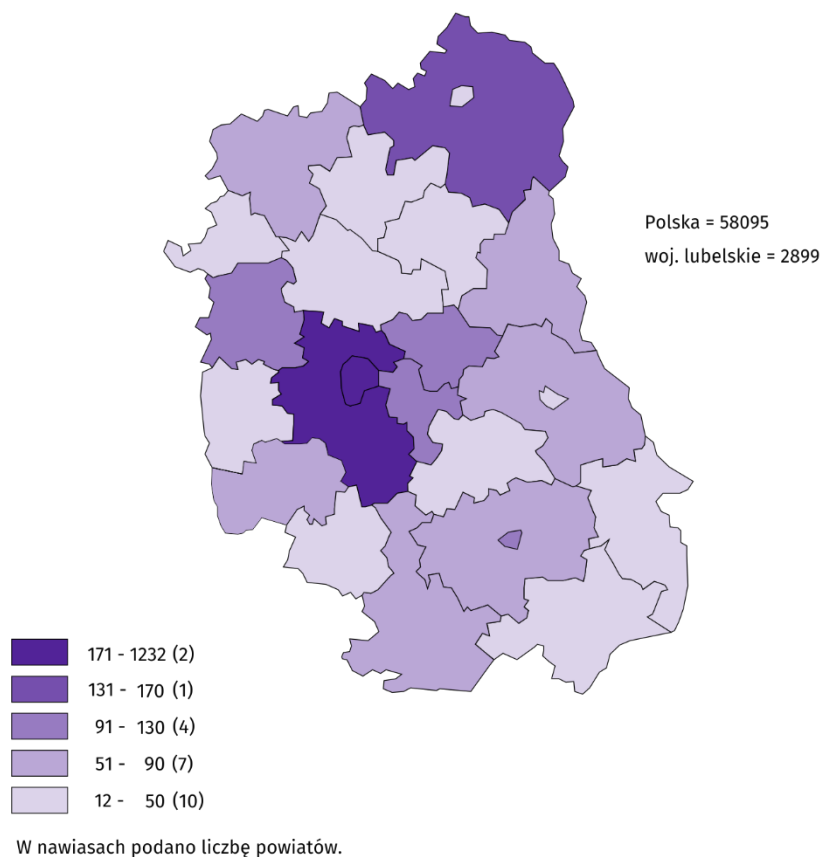 Polska = 58095
woj. lubelskie = 2899
171 - 1232 (2)
131 - 170 (1)
91 - 130 (4)
51 - 90 (7)
12 - 50 (10)
W nawiasach podano liczbę powiatów.